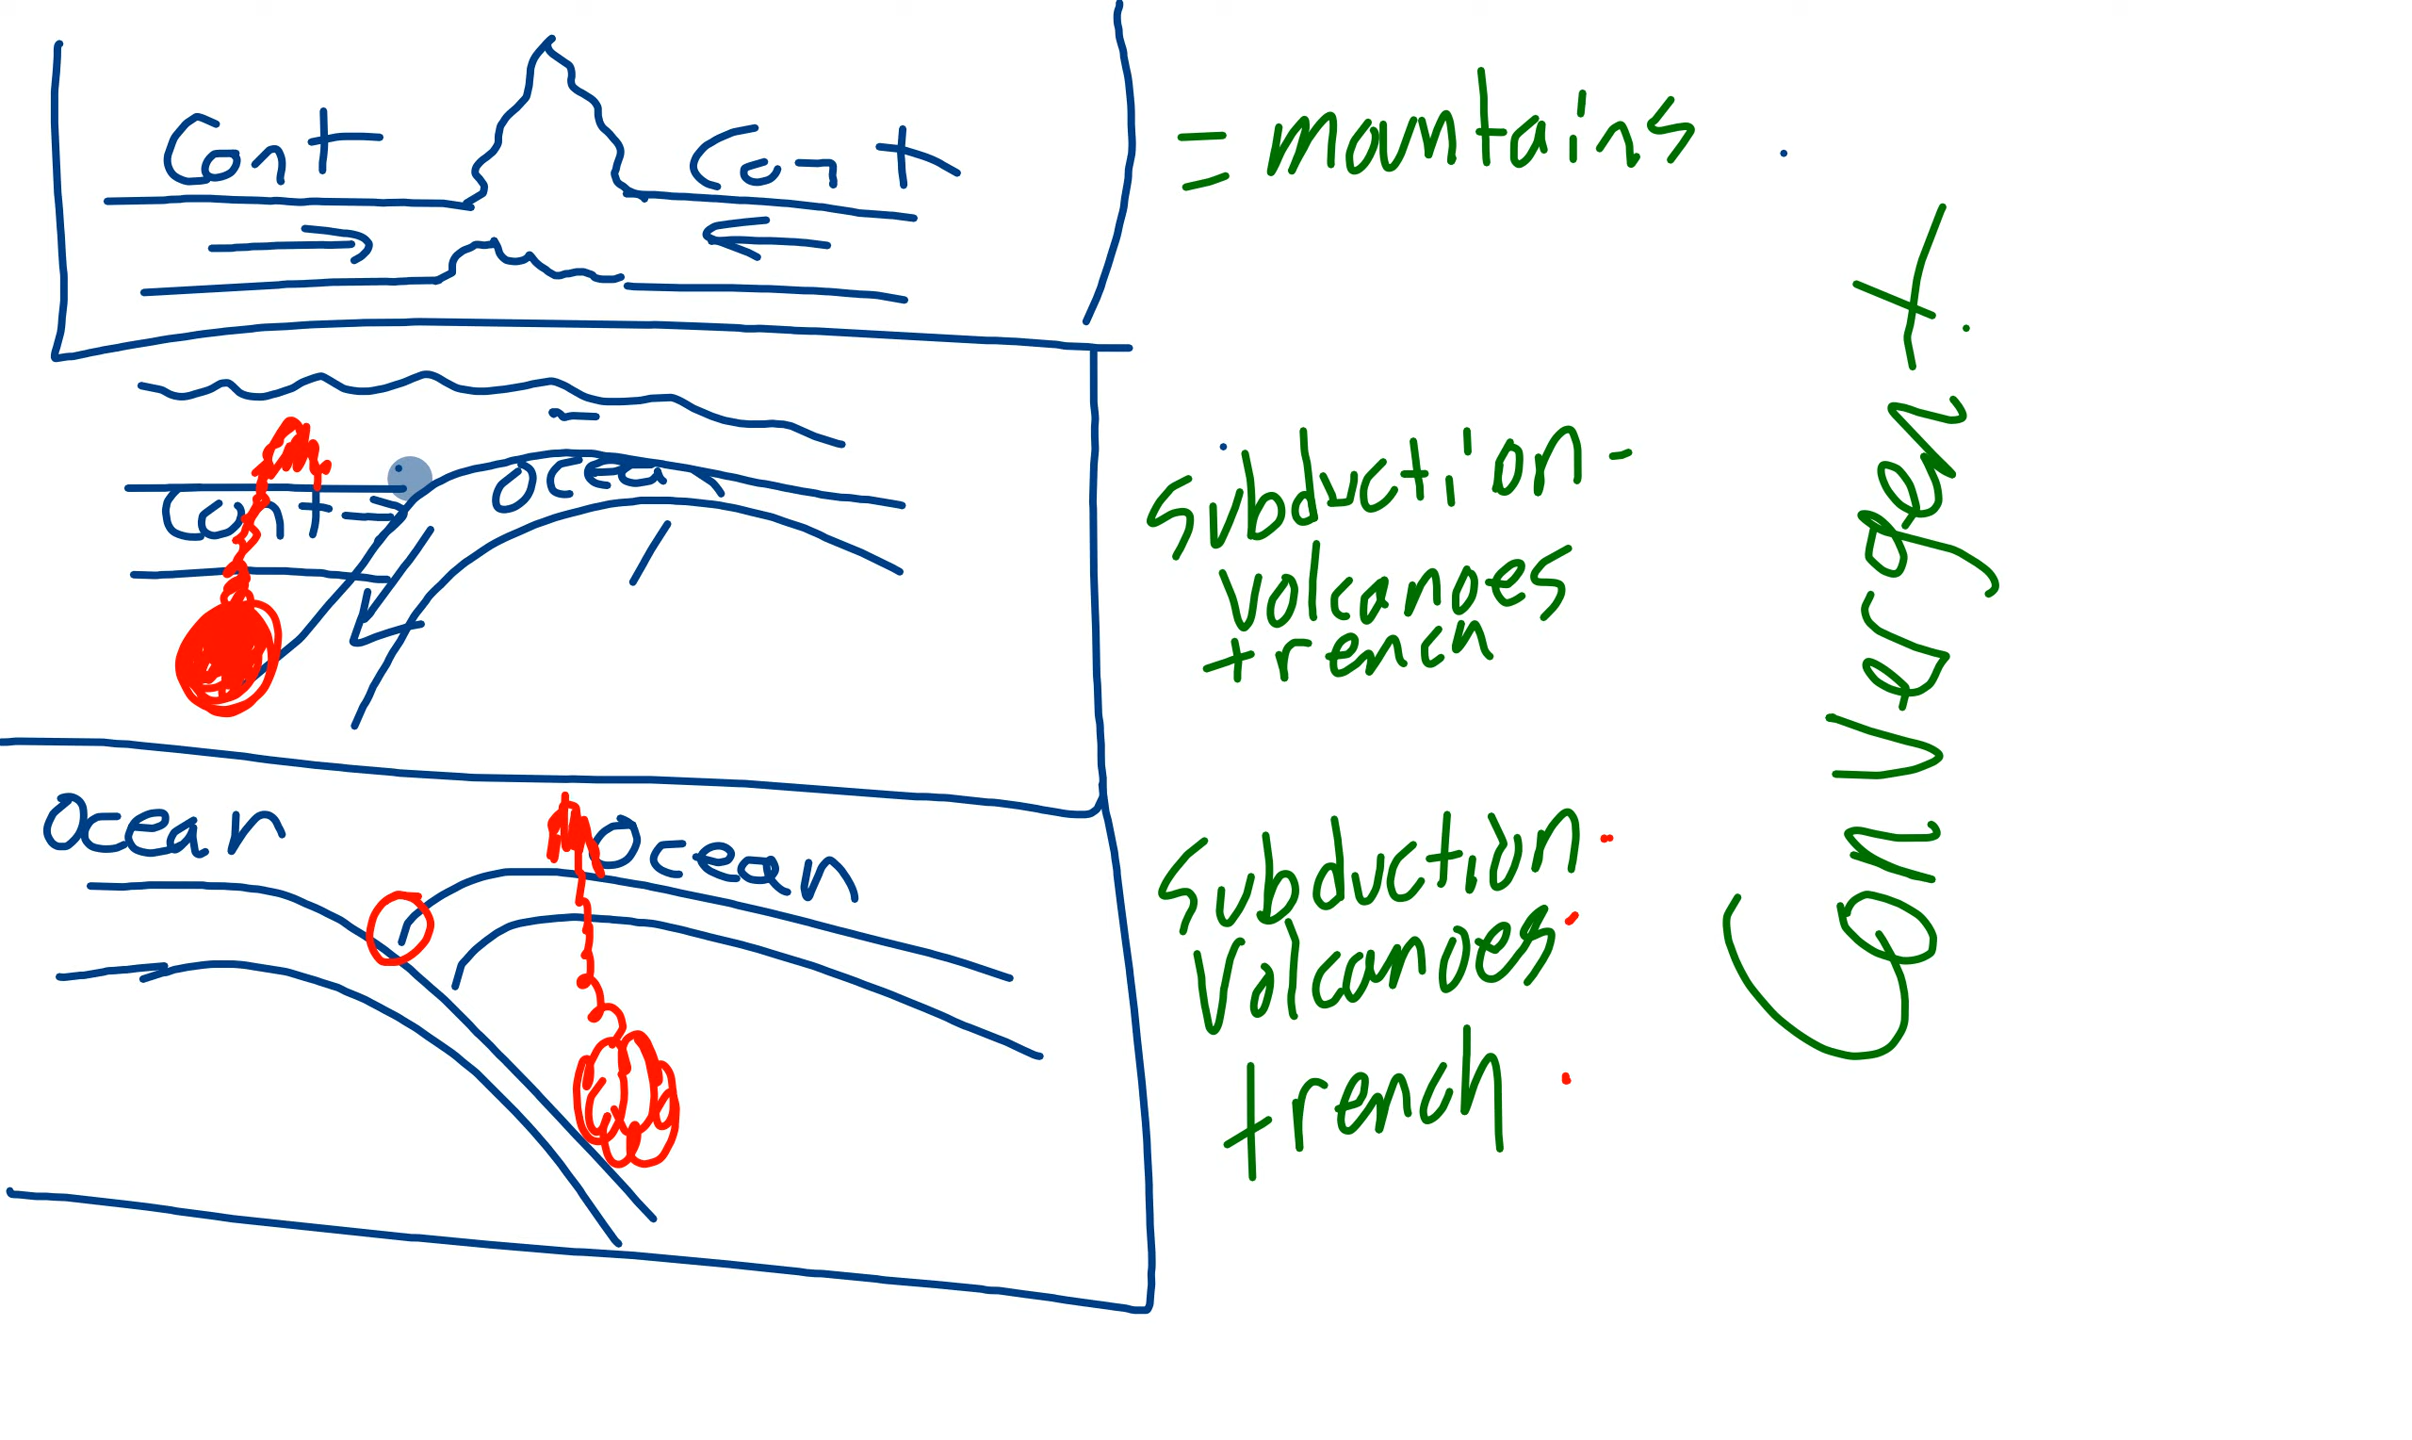 Cont Cont
= mountains
cont ocean
subduction -
volcanoes
trench
Ocean Ocean
Subduction
Volcanoes
trench
Convergent